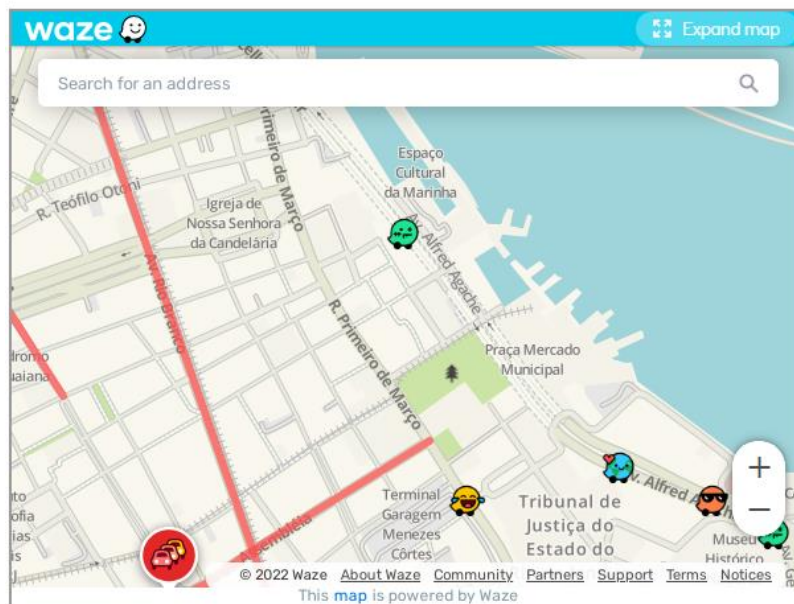 waze
Expand map
Search for an address
Primeiro de Março
Espaço
Cultural
da Marinha
R. Teófilo Otoni
Igreja de
Nossa Senhora
da Candelária
Av. Alfred Agache
Av. Rio Branco
R. Primeiro de Março
Praça Mercado
Municipal
dromo
uaiana
Terminal
Garagem
Menezes
Côrtes
Tribunal de
Justiça do
Estado do
v. Alfred A
Museu
Histórico
© 2022 Waze About Waze Community Partners Support Terms Notices
This map is powered by Waze